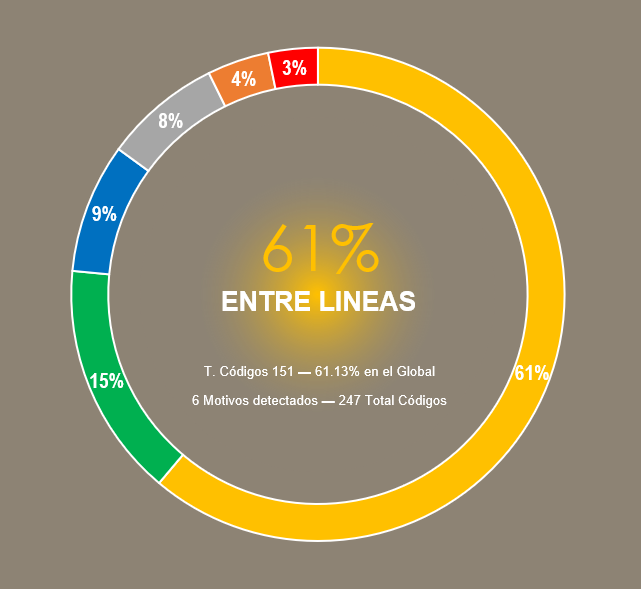 3%
4%
8%
9%
61%
ENTRE LINEAS
T. Códigos 151 — 61.13% en el Global
61%
15%
6 Motivos detectados — 247 Total Códigos